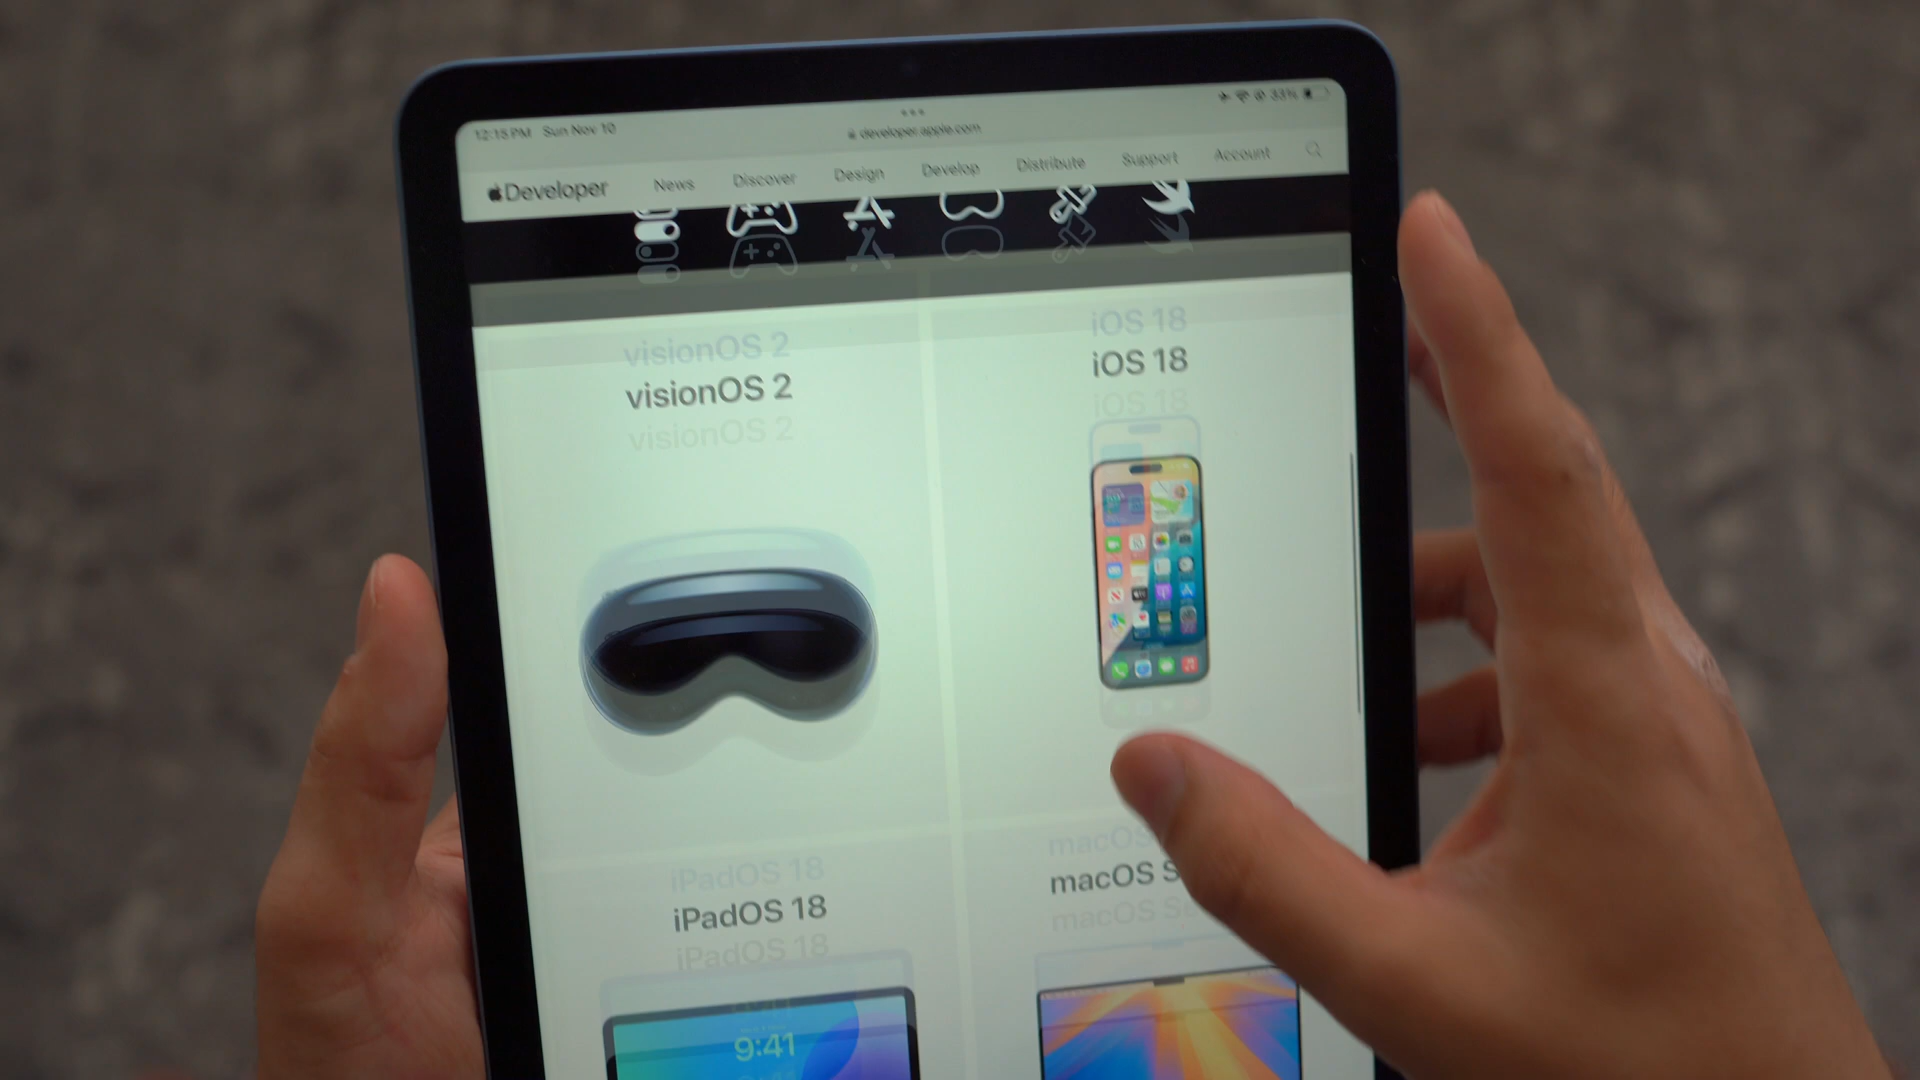 12:15 PM Sun Nov 10
developer.apple.com
33%
Developer News Discover Design Develop Distribute Support Account
visionOS 2
iOS 18
iPadOS 18
macOS S
9:41